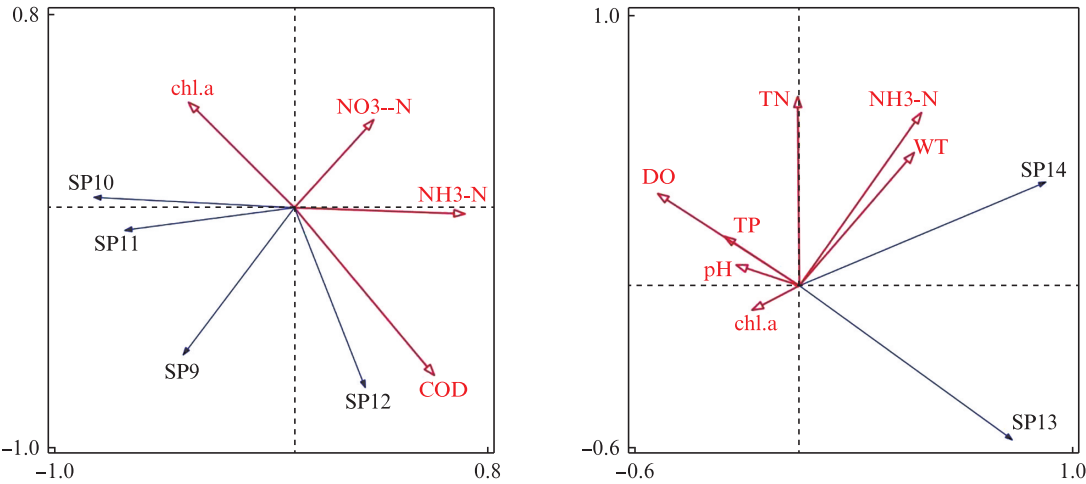 0.8
chl.a
NO3--N
SP10
NH3-N
SP11
SP9
SP12
COD
−1.0
−1.0
0.8
1.0
TN
NH3-N
WT
DO
SP14
TP
pH
chl.a
SP13
−0.6
−0.6
1.0